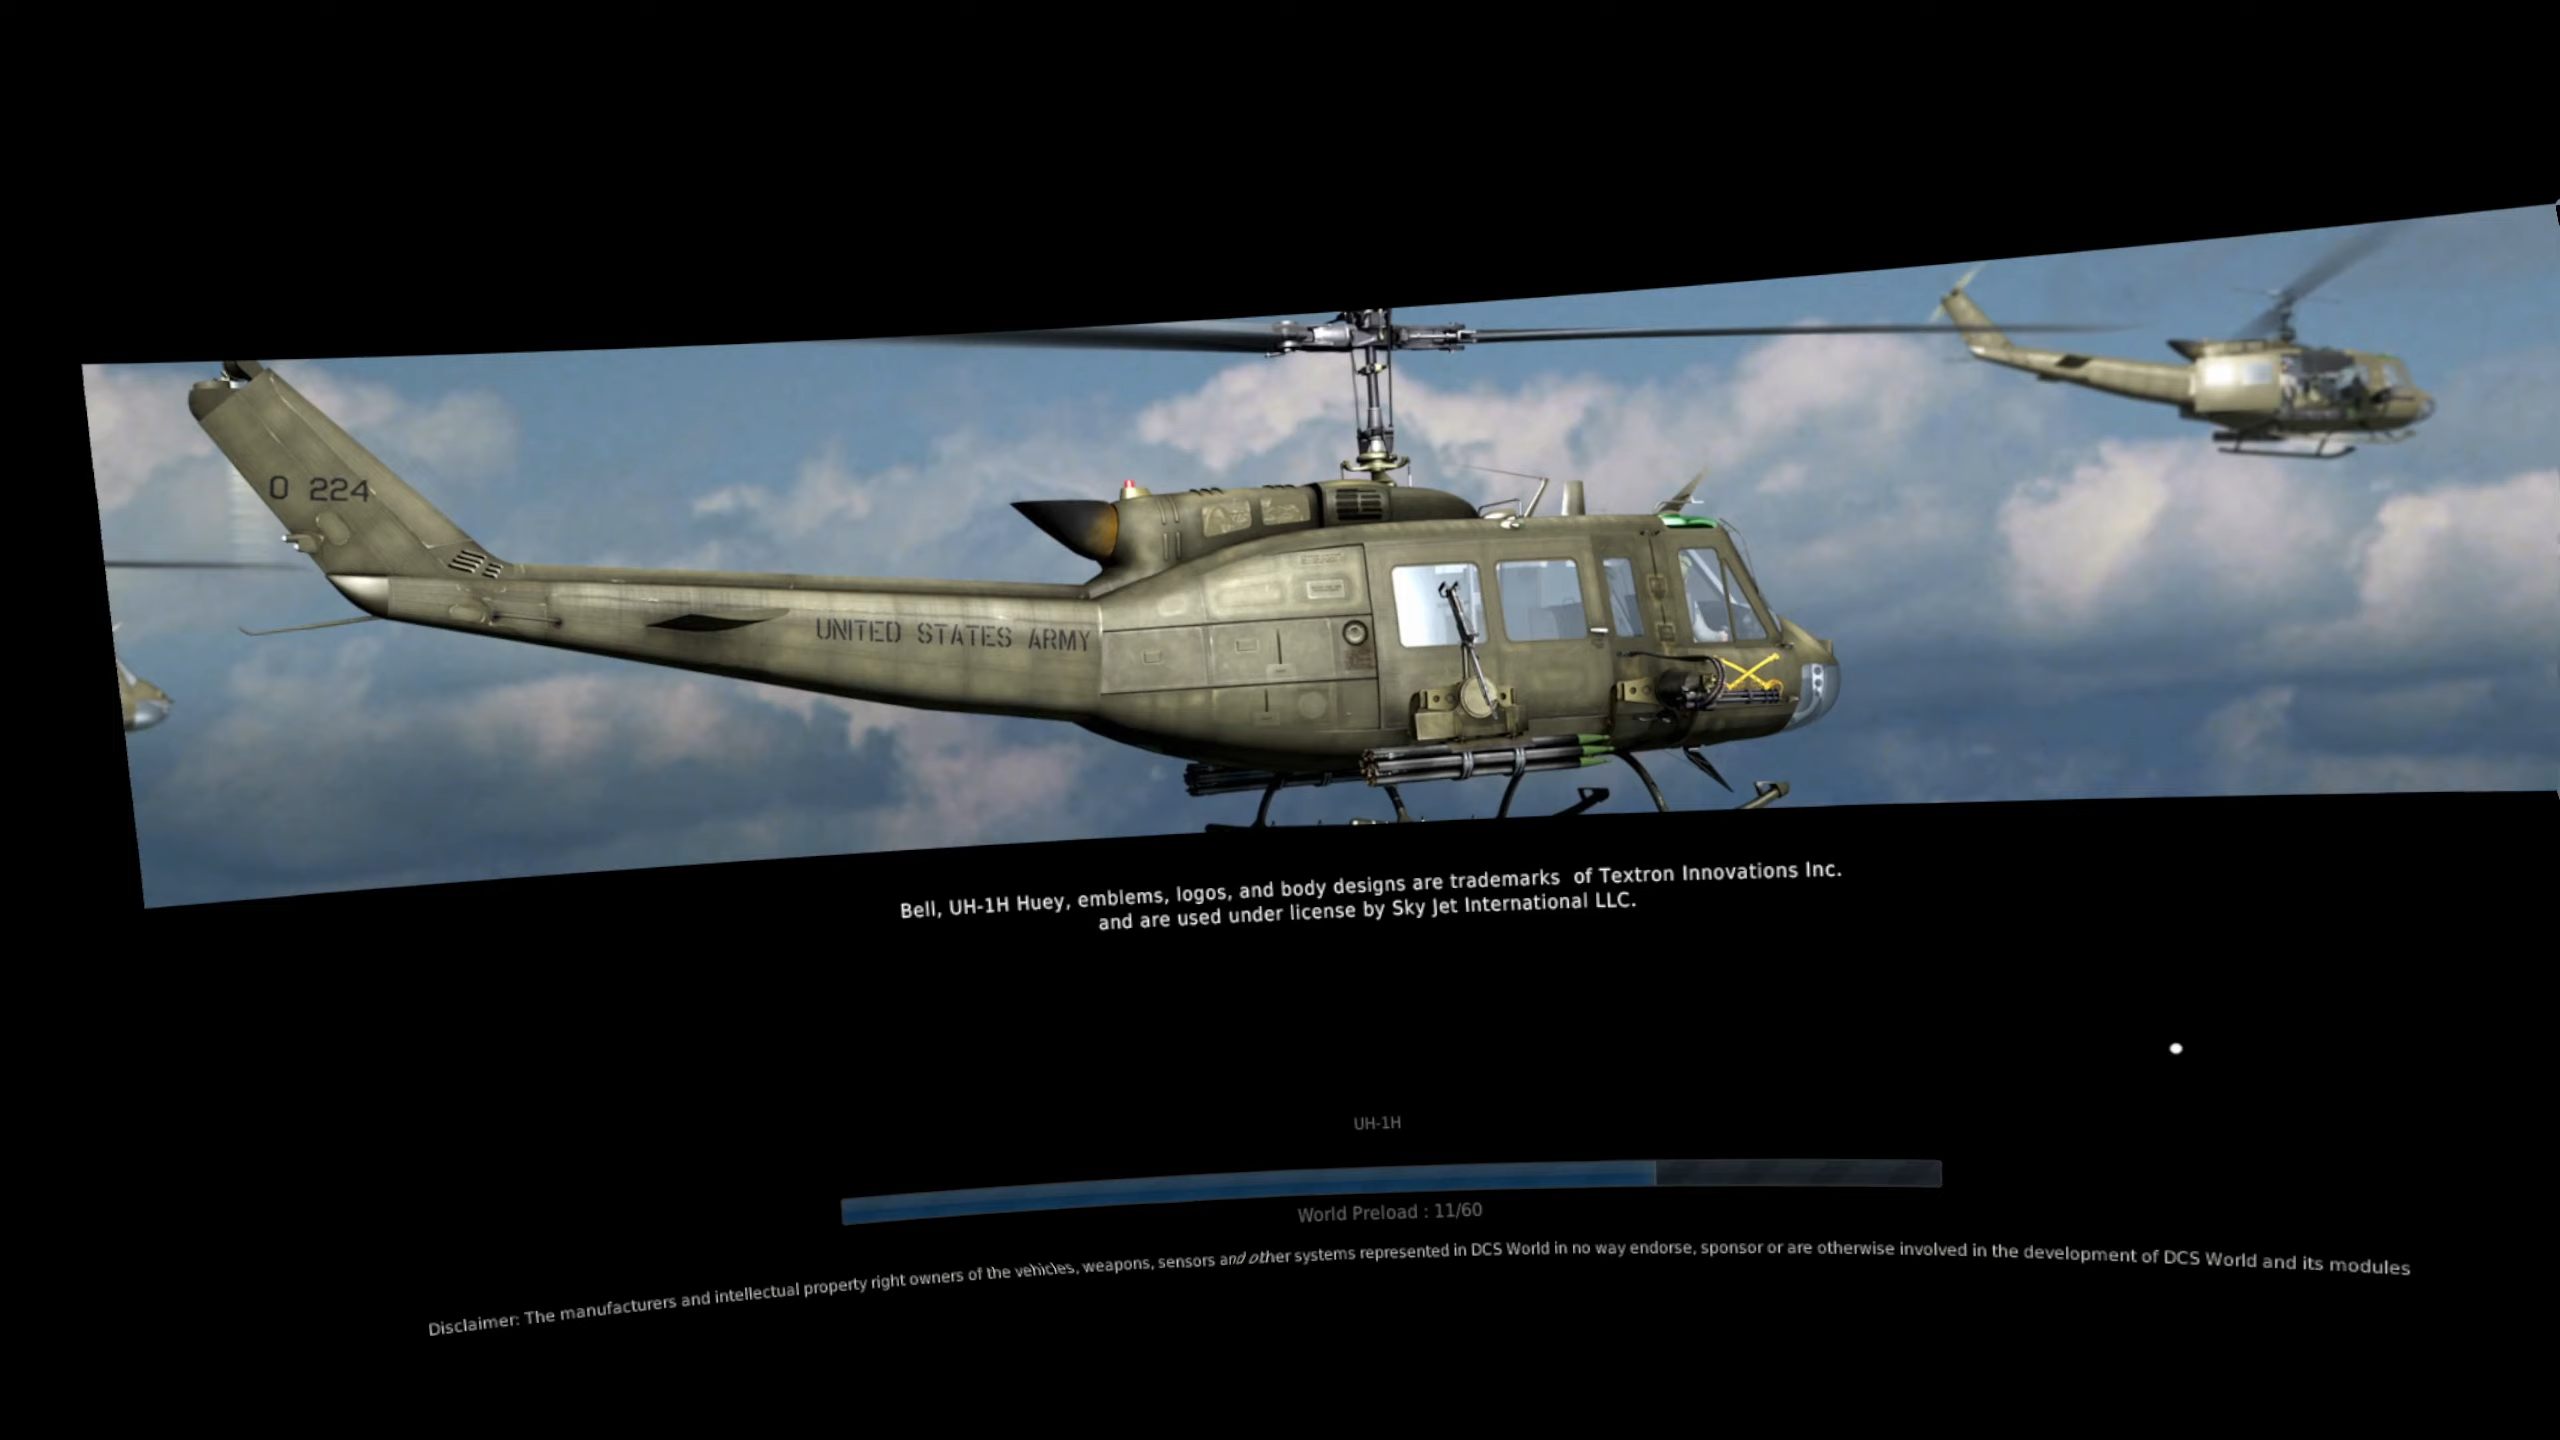 O 224
UNITED STATES ARMY
Bell, UH-1H Huey, emblems, logos, and body designs are trademarks of Textron Innovations Inc.
and are used under license by Sky Jet International LLC.
UH-1H
World Preload : 11/60
Disclaimer: The manufacturers and intellectual property right owners of the vehicles, weapons, sensors and other systems represented in DCS World in no way endorse, sponsor or are otherwise involved in the development of DCS World and its modules